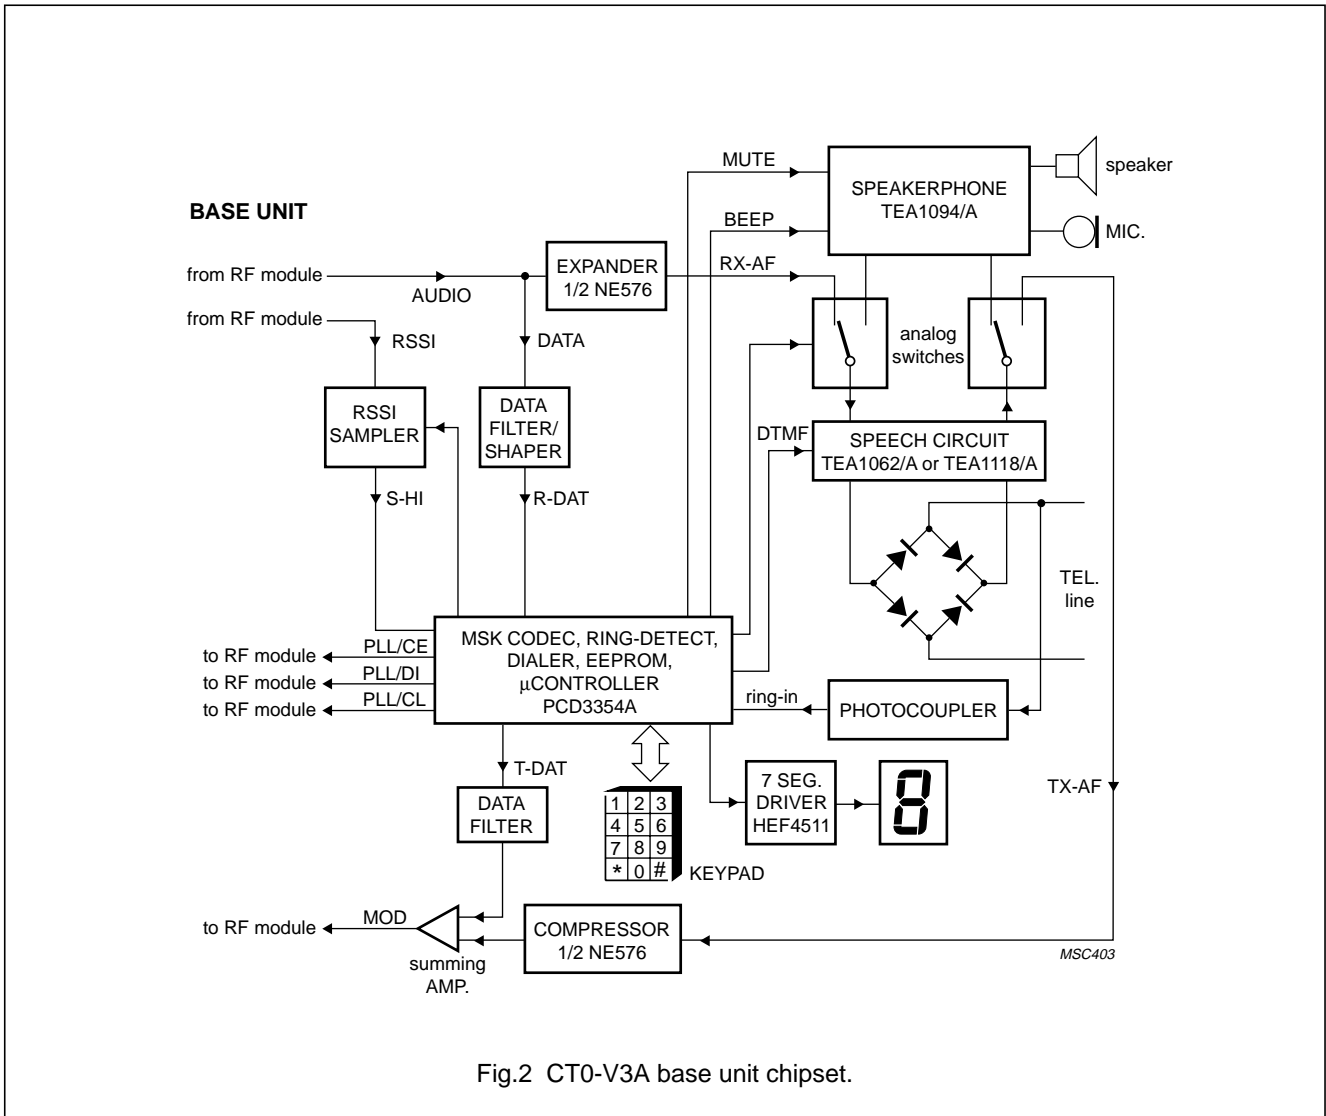 BASE UNIT
MUTE
BEEP
SPEAKERPHONE
TEA1094/A
speaker
MIC.
from RF module
AUDIO
EXPANDER
1/2 NE576
RX-AF
from RF module
RSSI
DATA
analog
switches
RSSI
SAMPLER
DATA
FILTER/
SHAPER
DTMF
SPEECH CIRCUIT
TEA1062/A or TEA1118/A
S-HI
R-DAT
TEL.
line
MSK CODEC, RING-DETECT,
DIALER, EEPROM,
μCONTROLLER
PCD3354A
to RF module
PLL/CE
to RF module
PLL/DI
to RF module
PLL/CL
ring-in
PHOTOCOUPLER
T-DAT
DATA
FILTER
1 2 3
4 5 6
7 8 9
* 0 #
KEYPAD
7 SEG.
DRIVER
HEF4511
8
TX-AF
to RF module
MOD
summing
AMP.
COMPRESSOR
1/2 NE576
MSC403
Fig.2 CT0-V3A base unit chipset.